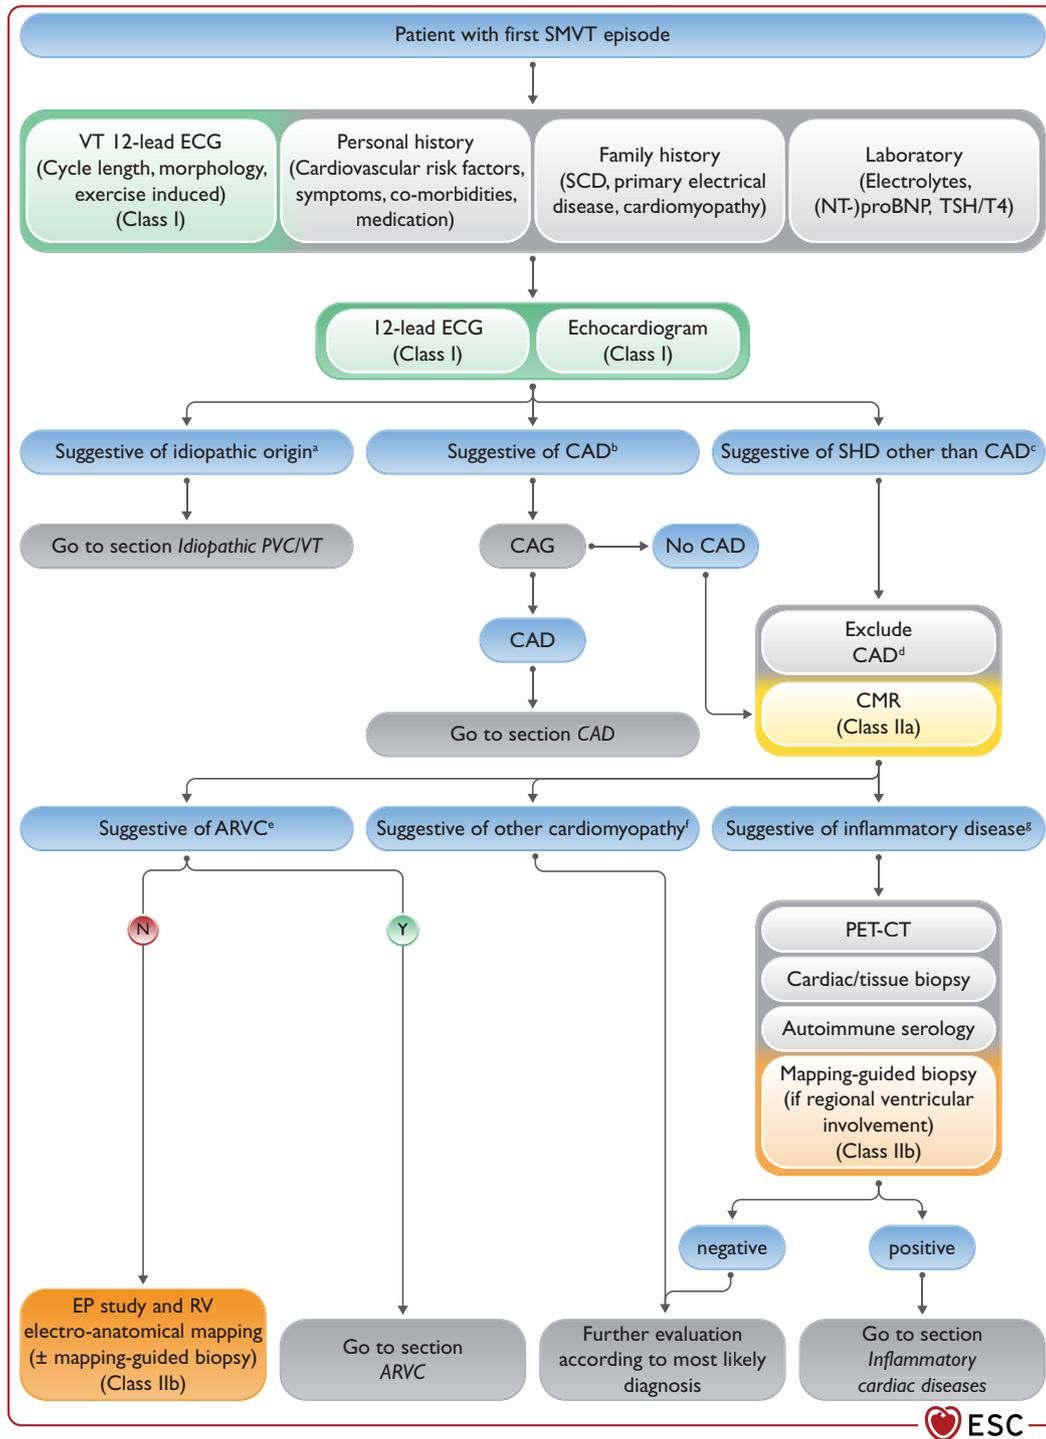 Patient with first SMVT episode
VT 12-lead ECG
(Cycle length, morphology,
exercise induced)
(Class I)
Personal history
(Cardiovascular risk factors,
symptoms, co-morbidities,
medication)
Family history
(SCD, primary electrical
disease, cardiomyopathy)
Laboratory
(Electrolytes,
(NT-)proBNP, TSH/T4)
12-lead ECG
(Class I)
Echocardiogram
(Class I)
Suggestive of idiopathic originᵃ
Suggestive of CADᵇ
Suggestive of SHD other than CADᶜ
Go to section Idiopathic PVC/VT
CAG
No CAD
CAD
Exclude
CADᵈ
CMR
(Class IIa)
Go to section CAD
Suggestive of ARVCᵉ
Suggestive of other cardiomyopathyᶠ
Suggestive of inflammatory diseaseᵍ
N
Y
PET-CT
Cardiac/tissue biopsy
Autoimmune serology
Mapping-guided biopsy
(if regional ventricular
involvement)
(Class IIb)
negative
positive
EP study and RV
electro-anatomical mapping
(± mapping-guided biopsy)
(Class IIb)
Go to section
ARVC
Further evaluation
according to most likely
diagnosis
Go to section
Inflammatory
cardiac diseases
ESC